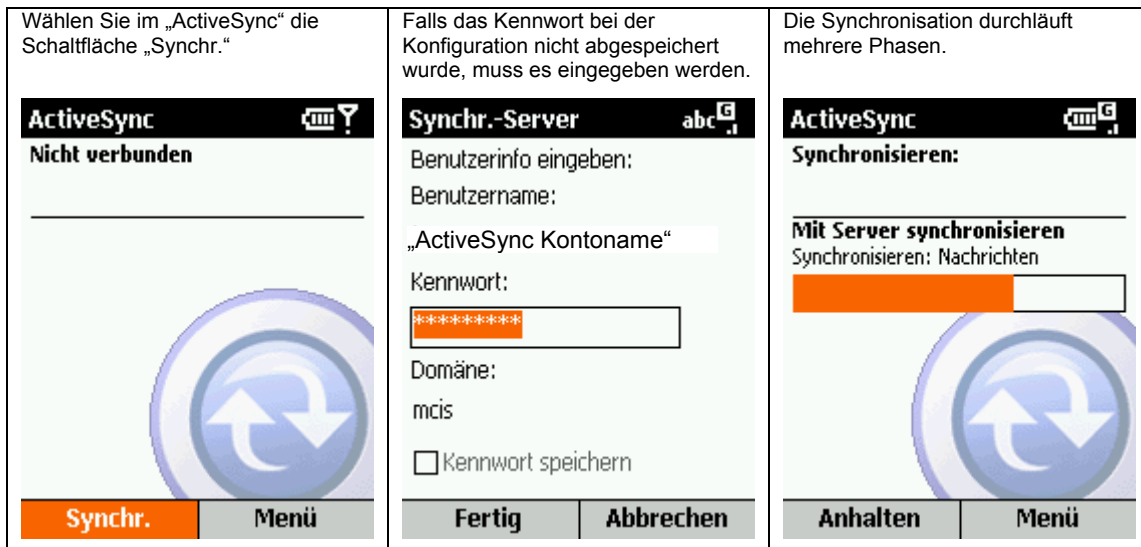 Wählen Sie im „ActiveSync“ die
Schaltfläche „Synchr.“
ActiveSync
Nicht verbunden
Synchr.
Menü
Falls das Kennwort bei der
Konfiguration nicht abgespeichert
wurde, muss es eingegeben werden.
Synchr.-Server
abc
G
Benutzerinfo eingeben:
Benutzername:
„ActiveSync Kontoname“
Kennwort:
*********
Domäne:
mcis
Kennwort speichern
Fertig
Abbrechen
Die Synchronisation durchläuft
mehrere Phasen.
ActiveSync
G
Synchronisieren:
Mit Server synchronisieren
Synchronisieren: Nachrichten
Anhalten
Menü